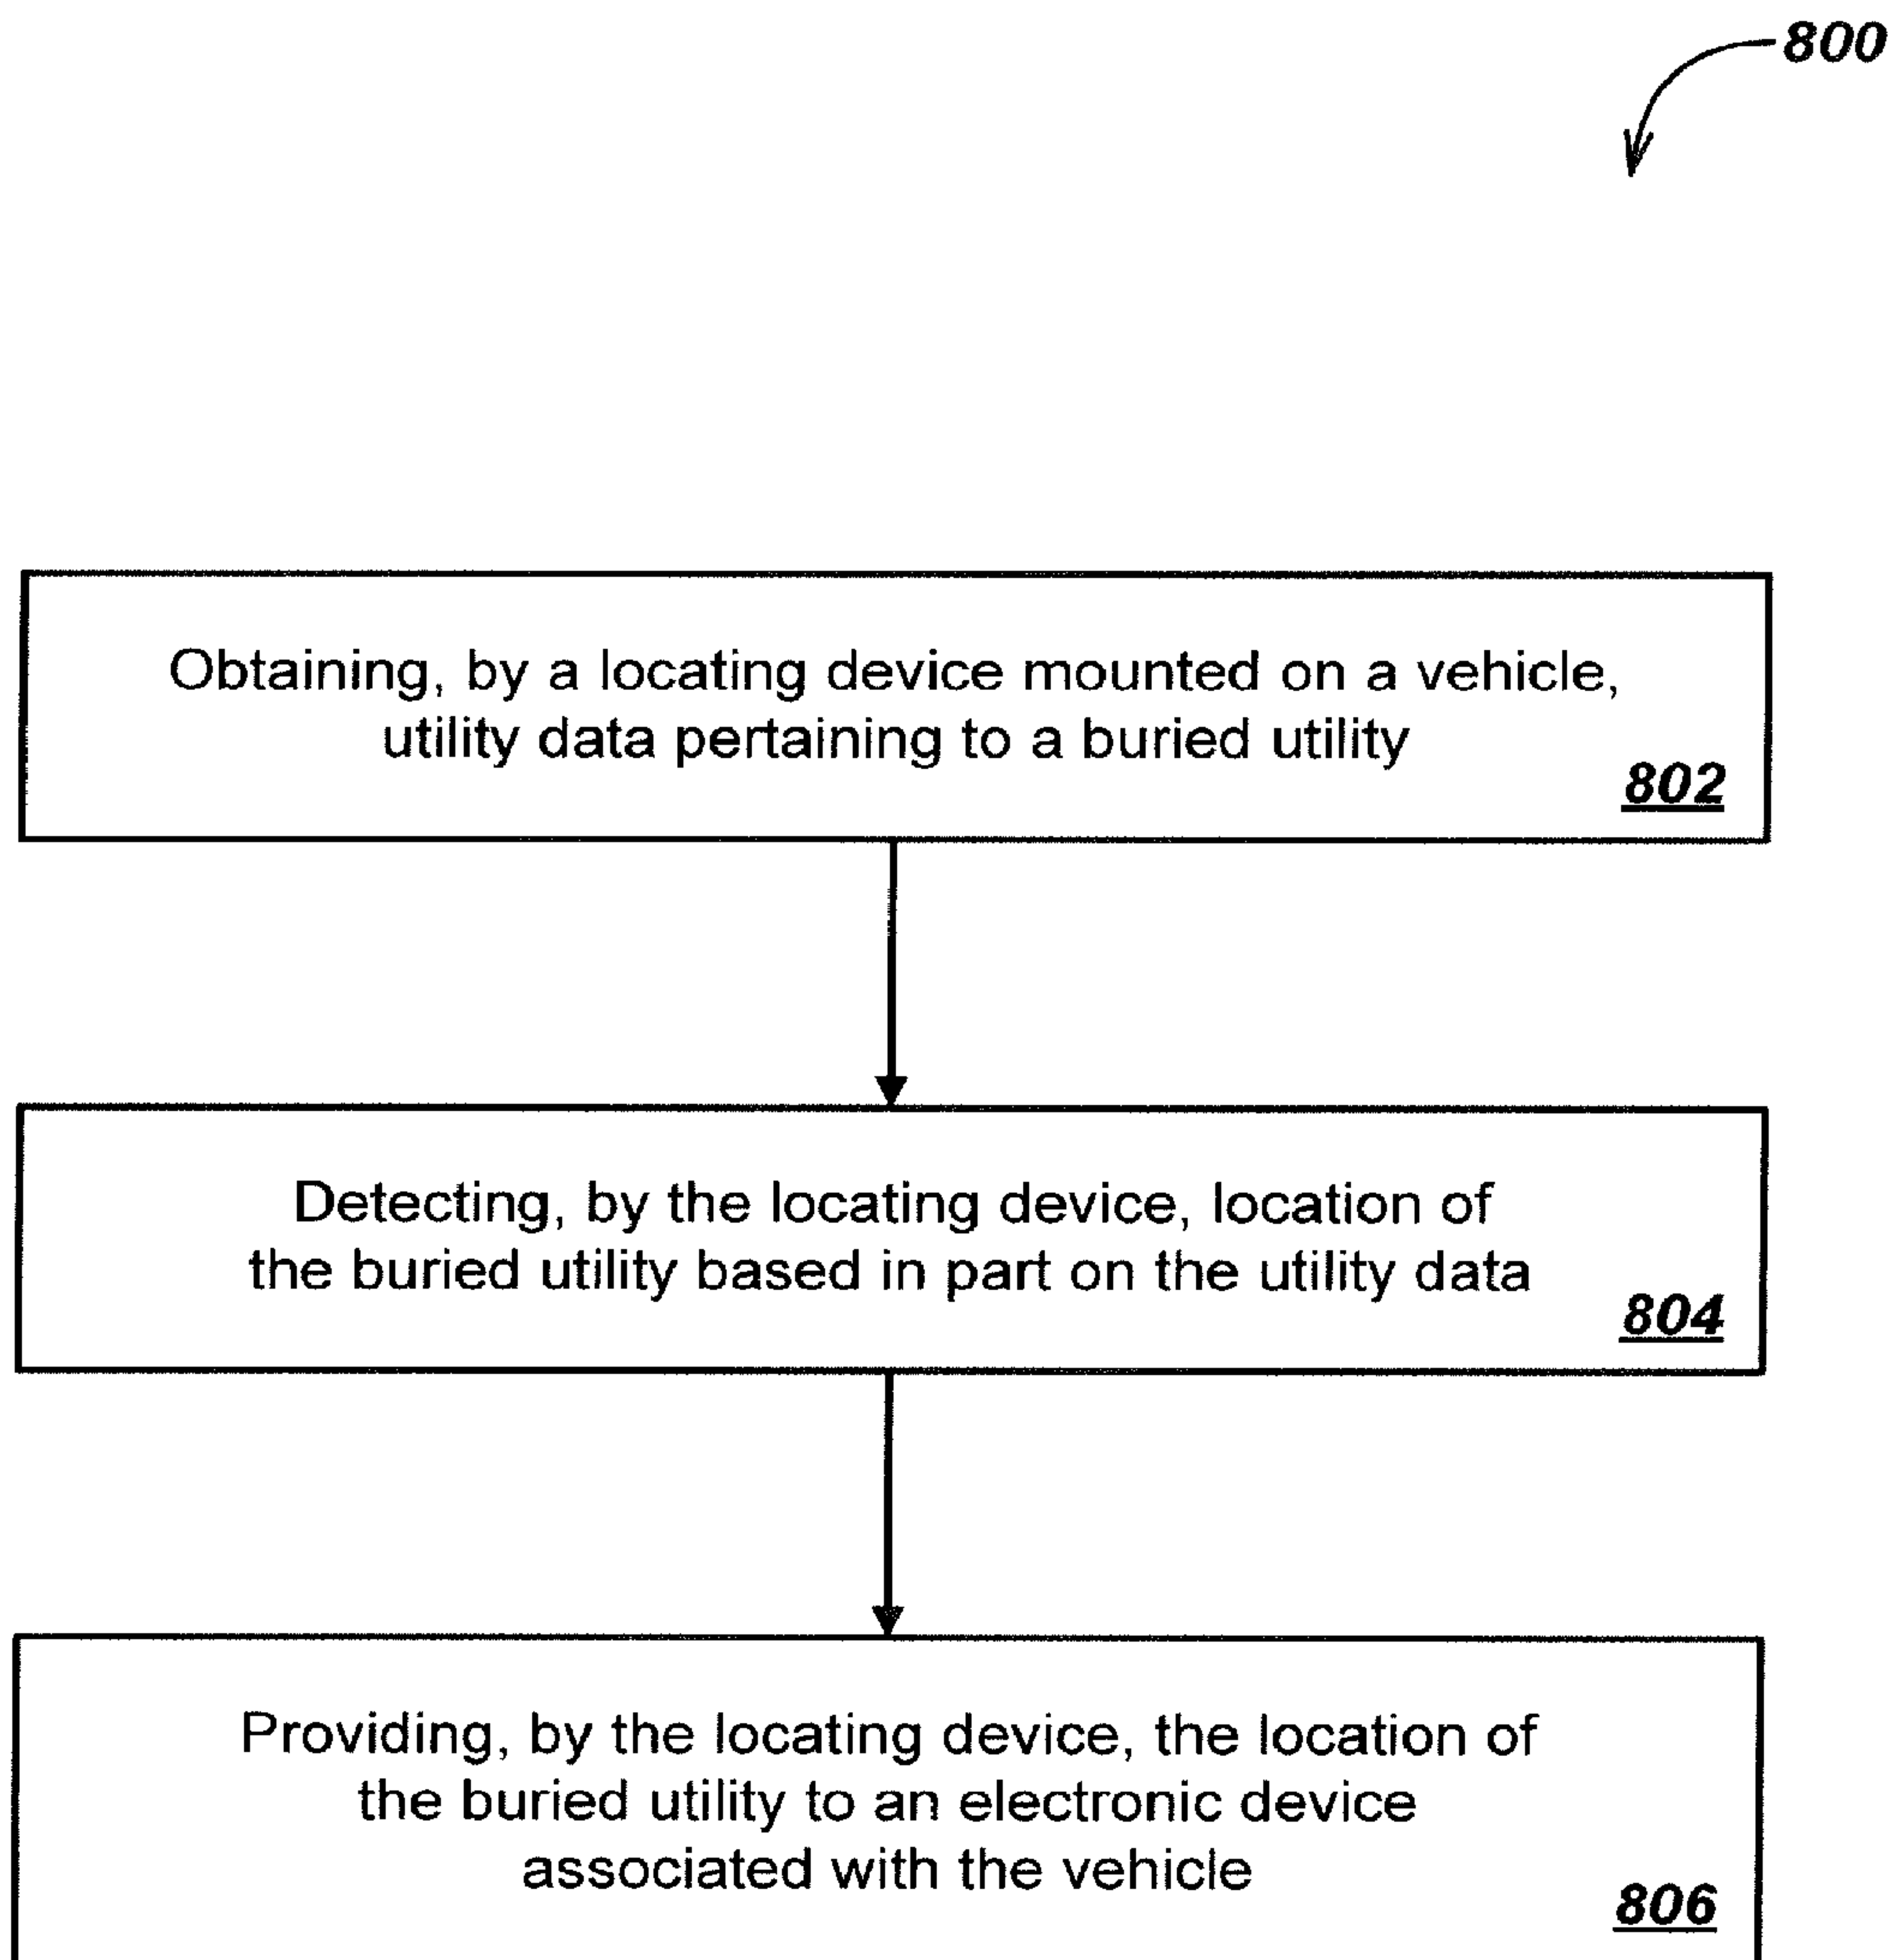 800
Obtaining, by a locating device mounted on a vehicle,
utility data pertaining to a buried utility
802
Detecting, by the locating device, location of
the buried utility based in part on the utility data
804
Providing, by the locating device, the location of
the buried utility to an electronic device
associated with the vehicle
806